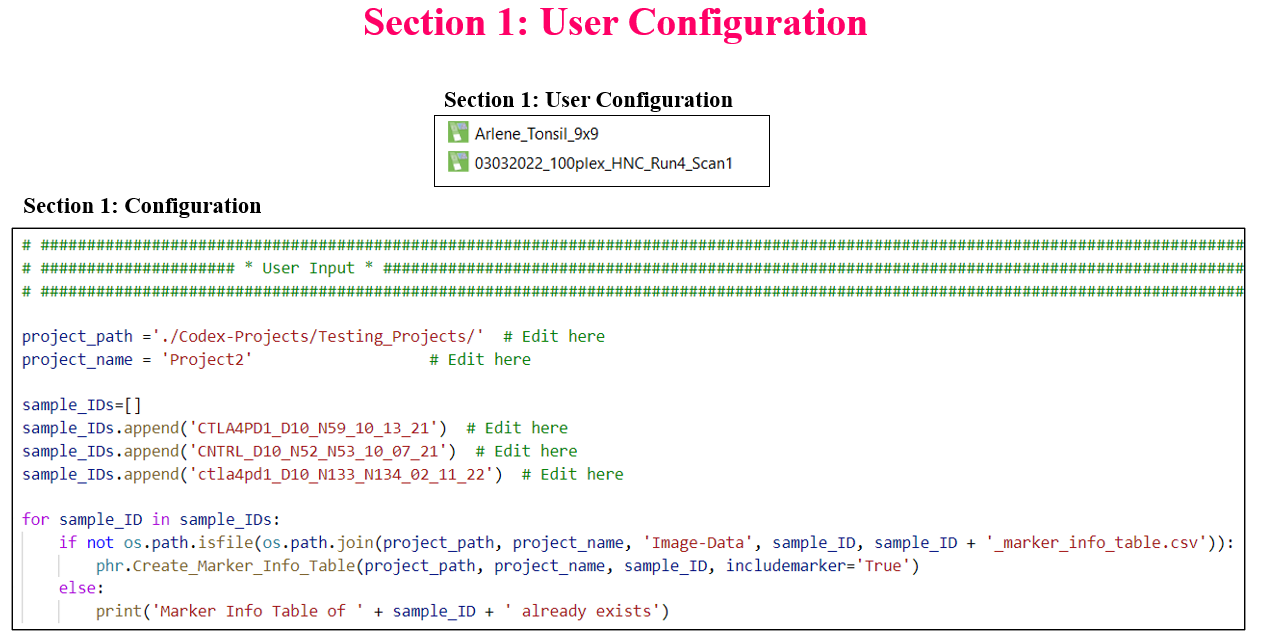 Section 1: User Configuration
Section 1: User Configuration
Arlene_Tonsil_9x9
03032022_100plex_HNC_Run4_Scan1
Section 1: Configuration
# ##################################################################################################################################
# ##################### * User Input * #############################################################################################
# ##################################################################################################################################
project_path ='./Codex-Projects/Testing_Projects/'  # Edit here
project_name = 'Project2'                   # Edit here
sample_IDs=[]
sample_IDs.append('CTLA4PD1_D10_N59_10_13_21')  # Edit here
sample_IDs.append('CNTRL_D10_N52_N53_10_07_21')  # Edit here
sample_IDs.append('ctla4pd1_D10_N133_N134_02_11_22')  # Edit here
for sample_ID in sample_IDs:
    if not os.path.isfile(os.path.join(project_path, project_name, 'Image-Data', sample_ID, sample_ID + '_marker_info_table.csv')):
        phr.Create_Marker_Info_Table(project_path, project_name, sample_ID, includemarker='True')
    else:
        print('Marker Info Table of ' + sample_ID + ' already exists')